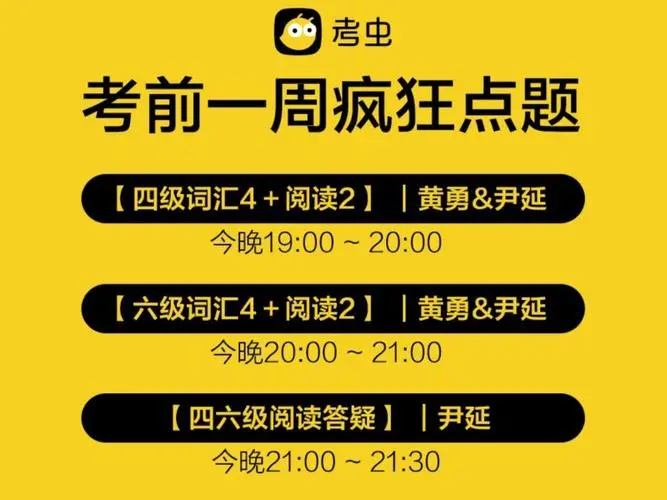 考虫
考前一周疯狂点题
【四级词汇4+阅读2】｜黄勇&尹延
今晚19:00 ~ 20:00
【六级词汇4+阅读2】｜黄勇&尹延
今晚20:00 ~ 21:00
【四六级阅读答疑】｜尹延
今晚21:00 ~ 21:30